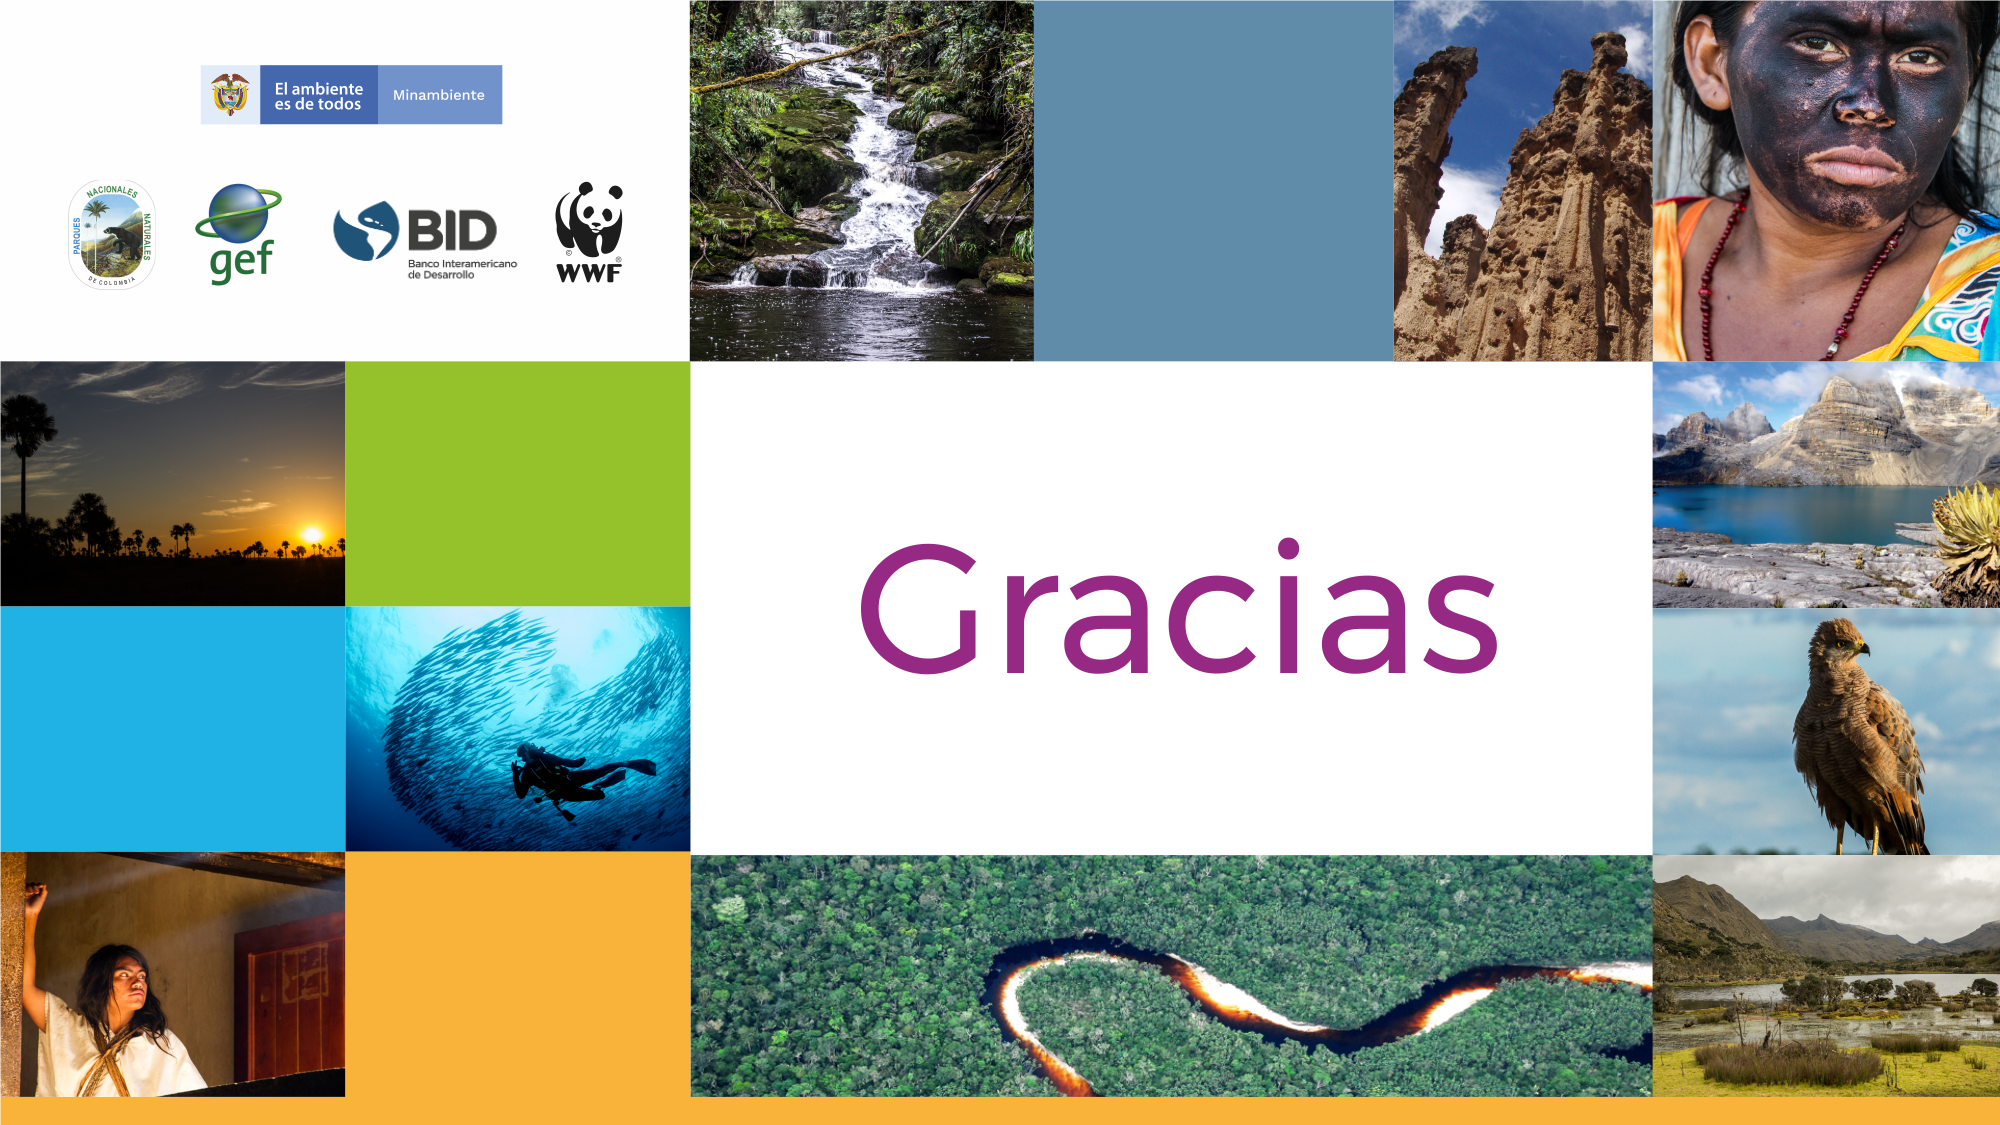 El ambiente
es de todos
Minambiente
PARQUES
NACIONALES
NATURALES
DE COLOMBIA
gef
BID
Banco Interamericano
de Desarrollo
©
®
WWF
Gracias